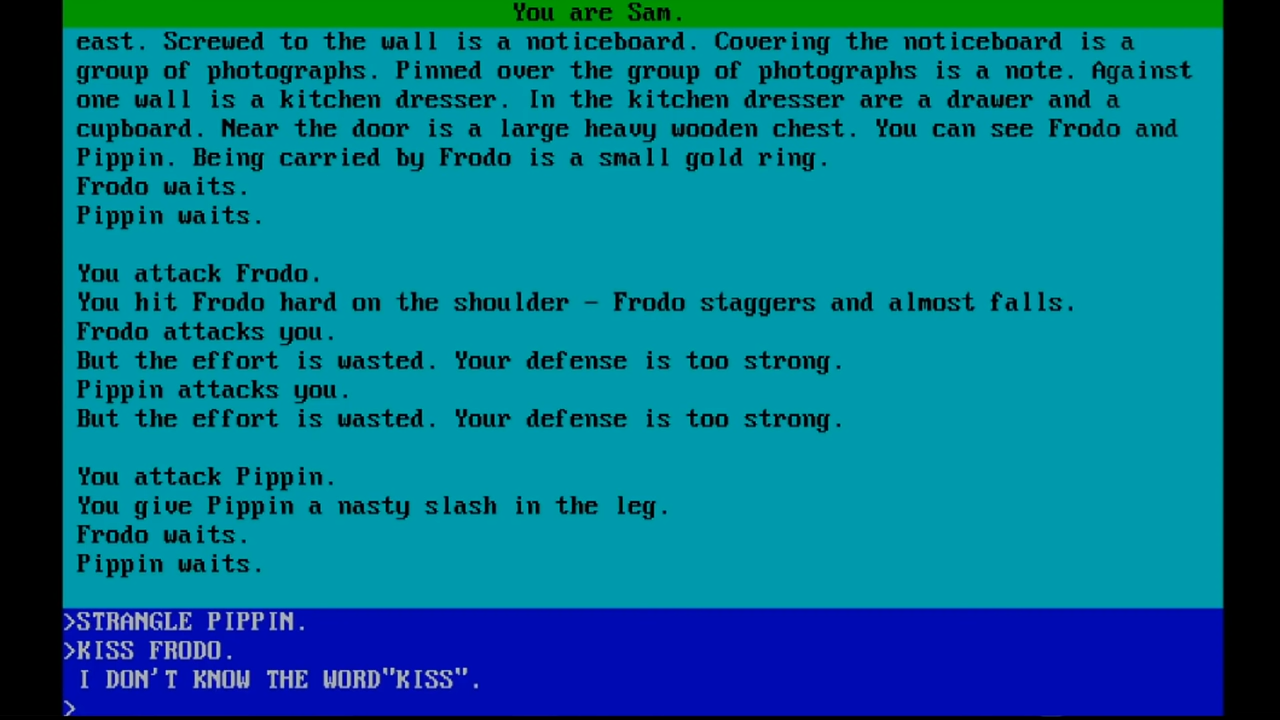 You are Sam.
east. Screwed to the wall is a noticeboard. Covering the noticeboard is a
group of photographs. Pinned over the group of photographs is a note. Against
one wall is a kitchen dresser. In the kitchen dresser are a drawer and a
cupboard. Near the door is a large heavy wooden chest. You can see Frodo and
Pippin. Being carried by Frodo is a small gold ring.
Frodo waits.
Pippin waits.
You attack Frodo.
You hit Frodo hard on the shoulder - Frodo staggers and almost falls.
Frodo attacks you.
But the effort is wasted. Your defense is too strong.
Pippin attacks you.
But the effort is wasted. Your defense is too strong.
You attack Pippin.
You give Pippin a nasty slash in the leg.
Frodo waits.
Pippin waits.
>STRANGLE PIPPIN.
>KISS FRODO.
I DON'T KNOW THE WORD"KISS".
>